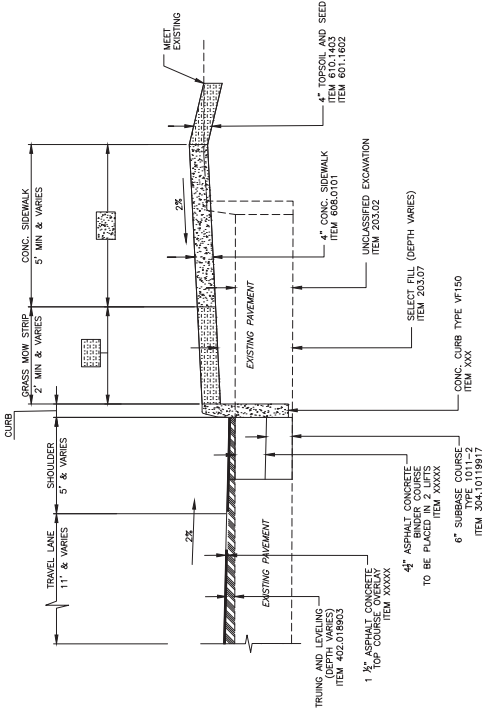 CURB
TRAVEL LANE
11' & VARIES
SHOULDER
5' & VARIES
GRASS MOW STRIP
2' MIN & VARIES
CONC. SIDEWALK
5' MIN & VARIES
MEET
EXISTING
2%
2%
EXISTING PAVEMENT
EXISTING PAVEMENT
TRUING AND LEVELING
(DEPTH VARIES)
ITEM 402.018903
1 ½" ASPHALT CONCRETE
TOP COURSE OVERLAY
ITEM XXXXX
4½" ASPHALT CONCRETE
BINDER COURSE
TO BE PLACED IN 2 LIFTS
ITEM XXXXX
6" SUBBASE COURSE
TYPE 1011-2
ITEM 304.10119917
CONC. CURB TYPE VF150
ITEM XXX
SELECT FILL (DEPTH VARIES)
ITEM 203.07
UNCLASSIFIED EXCAVATION
ITEM 203.02
4" CONC. SIDEWALK
ITEM 608.0101
4" TOPSOIL AND SEED
ITEM 610.1403
ITEM 601.1602